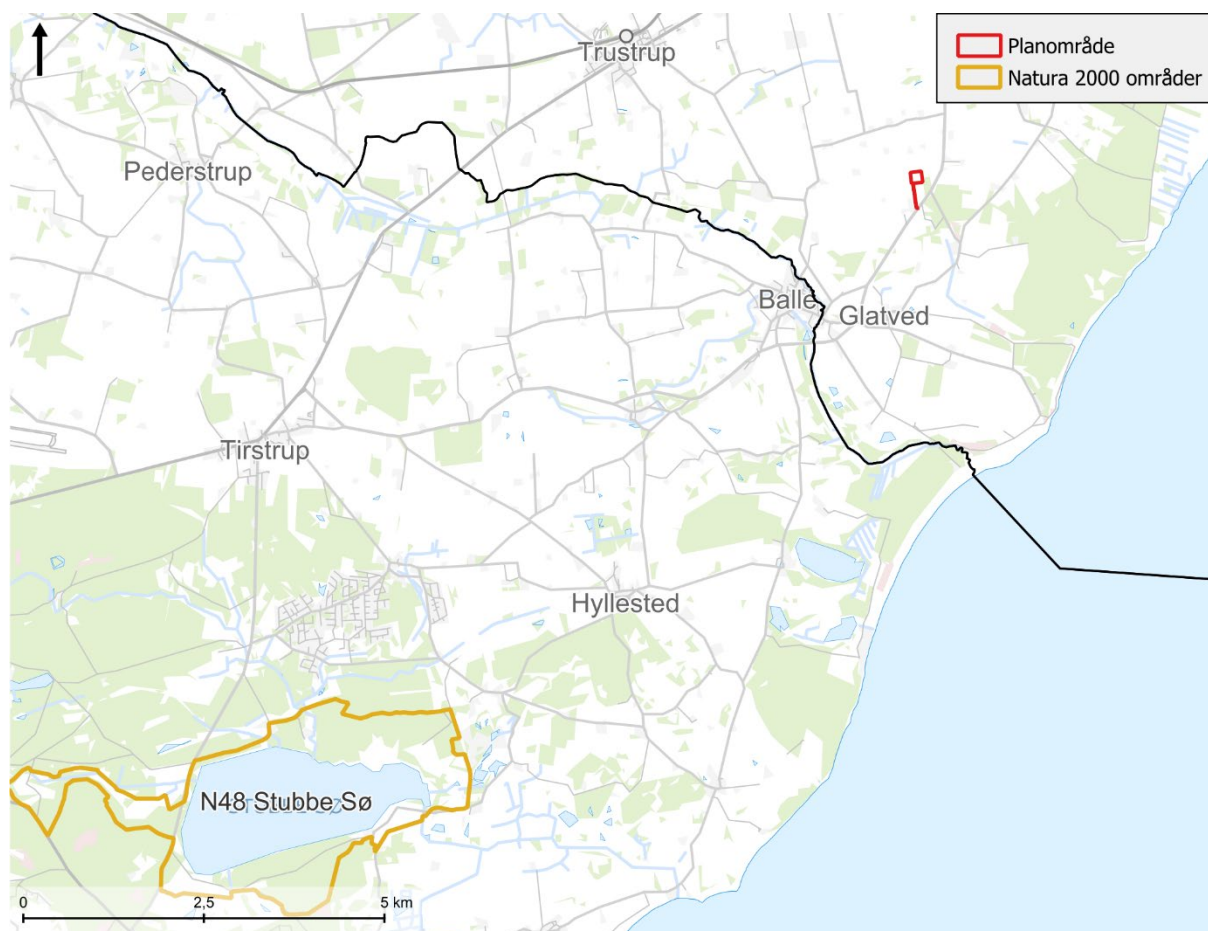 Trustrup
Planområde
Natura 2000 områder
Pederstrup
Balle
Glatved
Tirstrup
Hyllested
N48 Stubbe Sø
0
2,5
5 km